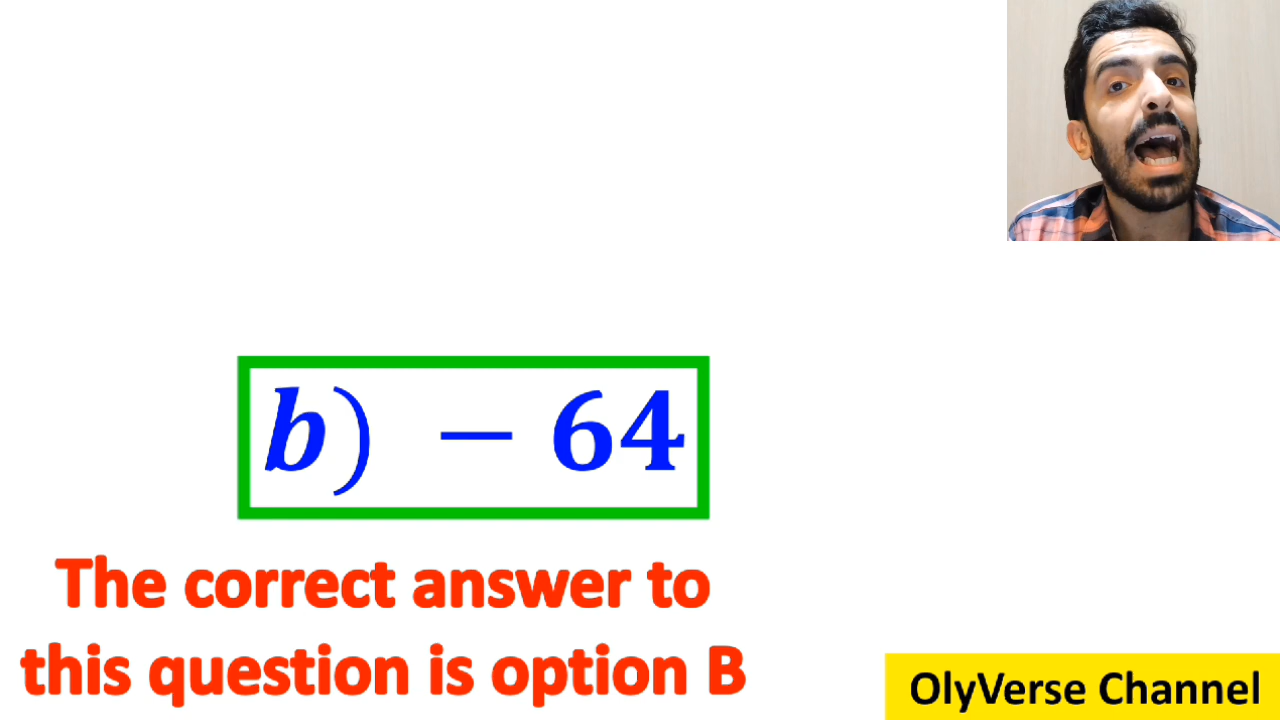 b) − 64
The correct answer to
this question is option B
OlyVerse Channel